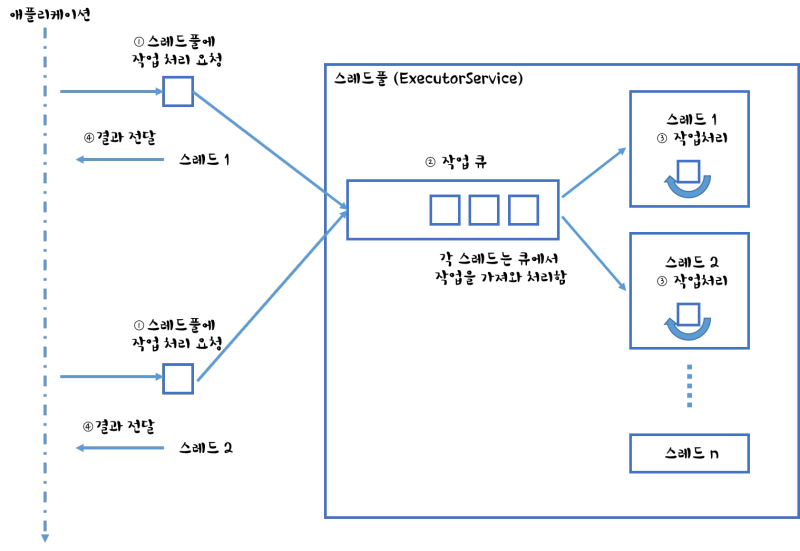 애플리케이션
① 스레드풀에
작업 처리 요청
④결과 전달
스레드 1
스레드풀 (ExecutorService)
② 작업 큐
각 스레드는 큐에서
작업을 가져와 처리함
스레드 1
③ 작업처리
스레드 2
③ 작업처리
스레드 n
① 스레드풀에
작업 처리 요청
④결과 전달
스레드 2